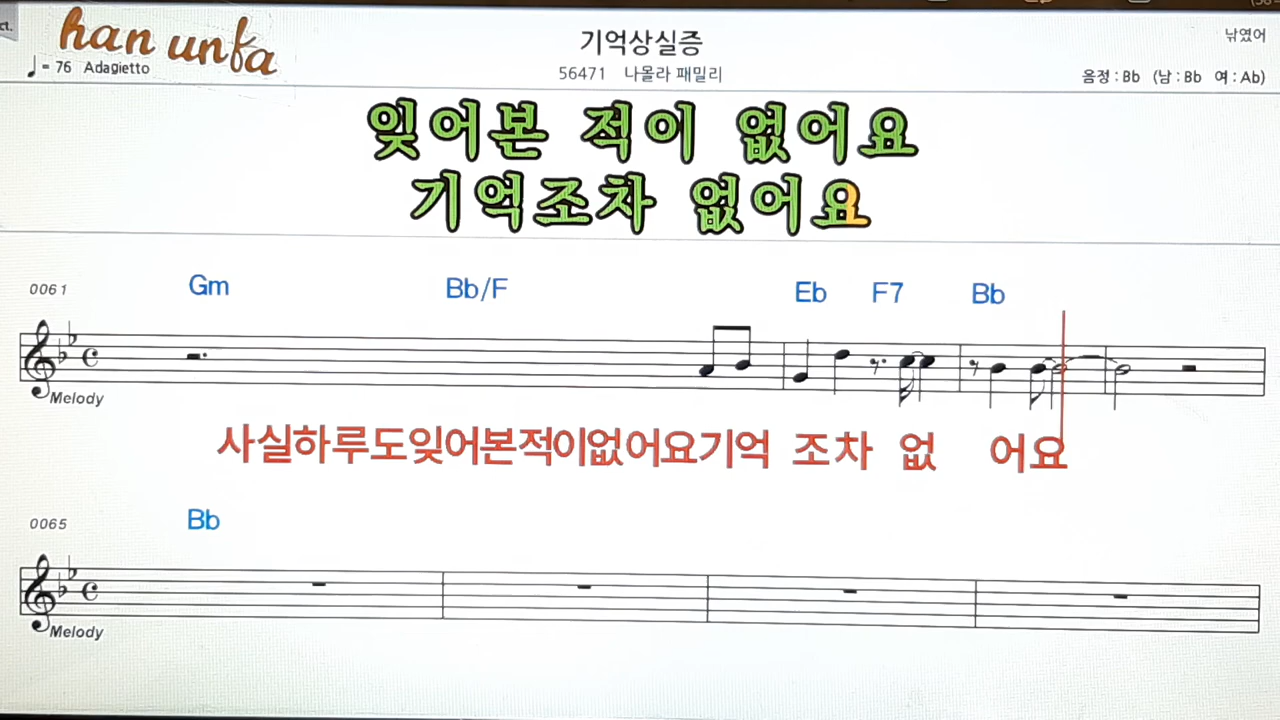 ct.
han unfa
기억상실증
낚였어
♩= 76 Adagietto
56471 나몰라 패밀리
음정 : Bb (남 : Bb 여 : Ab)
잊어본 적이 없어요
기억조차 없어요
0061 Gm Bb/F Eb F7 Bb
Melody
사실하루도잊어본적이없어요기억 조차 없 어요
0065 Bb
Melody